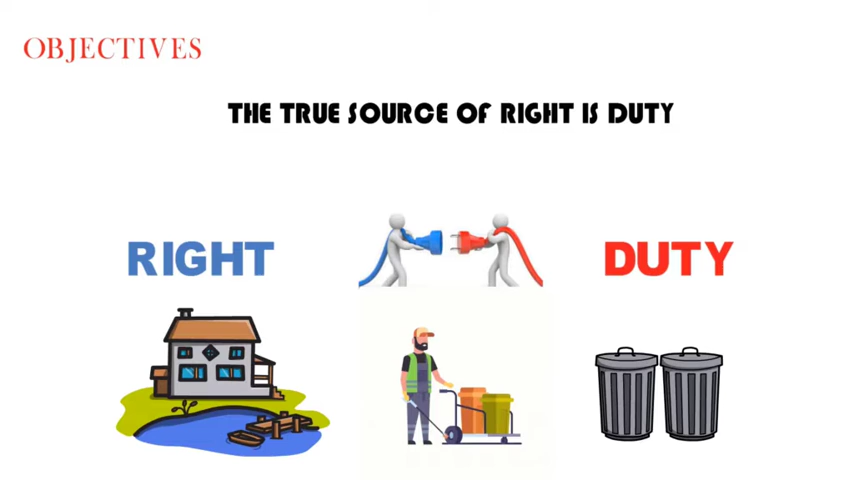 OBJECTIVES
THE TRUE SOURCE OF RIGHT IS DUTY
RIGHT
DUTY